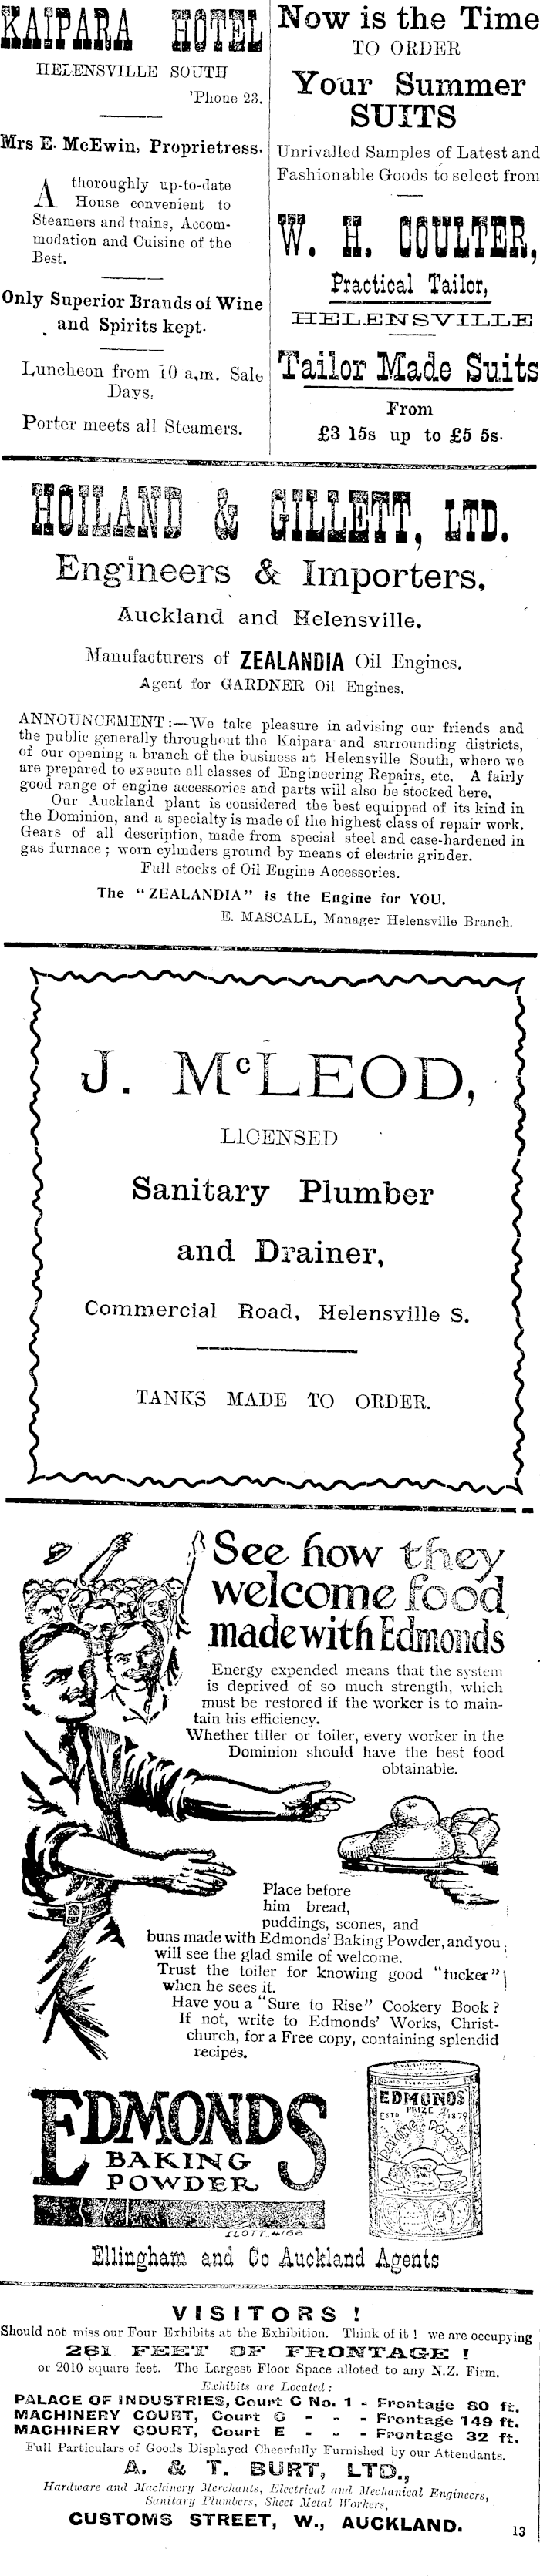 KAIPARA HOTEL
HELENSVILLE SOUTH
'Phone 23.
Mrs E. McEwin, Proprietress.
A thoroughly up-to-date
House convenient to
Steamers and trains, Accom-
modation and Cuisine of the
Best.
Only Superior Brands of Wine
and Spirits kept.
Luncheon from 10 a.m. Sale
Days.
Porter meets all Steamers.
Now is the Time
TO ORDER
Your Summer
SUITS
Unrivalled Samples of Latest and
Fashionable Goods to select from
W. H. COULTER,
Practical Tailor,
HELENSVILLE
Tailor Made Suits
From
£3 15s up to £5 5s.
HOILAND & GILLETT, LTD.
Engineers & Importers,
Auckland and Helensville.
Manufacturers of ZEALANDIA Oil Engines.
Agent for GARDNER Oil Engines.
ANNOUNCEMENT :—We take pleasure in advising our friends and
the public generally throughout the Kaipara and surrounding districts,
of our opening a branch of the business at Helensville South, where we
are prepared to execute all classes of Engineering Repairs, etc. A fairly
good range of engine accessories and parts will also be stocked here.
Our Auckland plant is considered the best equipped of its kind in
the Dominion, and a specialty is made of the highest class of repair work.
Gears of all description, made from special steel and case-hardened in
gas furnace ; worn cylinders ground by means of electric grinder.
Full stocks of Oil Engine Accessories.
The "ZEALANDIA" is the Engine for YOU.
E. MASCALL, Manager Helensville Branch.
J. McLEOD,
LICENSED
Sanitary Plumber
and Drainer,
Commercial Road, Helensville S.
TANKS MADE TO ORDER.
See how they
welcome food
made with Edmonds
Energy expended means that the system
is deprived of so much strength, which
must be restored if the worker is to main-
tain his efficiency.
Whether tiller or toiler, every worker in the
Dominion should have the best food
obtainable.
Place before
him bread,
puddings, scones, and
buns made with Edmonds' Baking Powder, and you
will see the glad smile of welcome.
Trust the toiler for knowing good "tucker"
when he sees it.
Have you a "Sure to Rise" Cookery Book?
If not, write to Edmonds' Works, Christ-
church, for a Free copy, containing splendid
recipes.
EDMONDS
PRIZE
ESTD 1879
BAKING POWDER
EDMONDS
BAKING
POWDER
ILOTT 4/66
Ellingham and Co Auckland Agents
VISITORS !
Should not miss our Four Exhibits at the Exhibition. Think of it ! we are occupying
261 FEET OF FRONTAGE !
or 2010 square feet. The Largest Floor Space alloted to any N.Z. Firm.
Exhibits are Located :
PALACE OF INDUSTRIES, Court C No. 1 - Frontage 80 ft.
MACHINERY COURT, Court C - - - Frontage 149 ft.
MACHINERY COURT, Court E - - - Frontage 32 ft.
Full Particulars of Goods Displayed Cheerfully Furnished by our Attendants.
A. & T. BURT, LTD.,
Hardware and Machinery Merchants, Electrical and Mechanical Engineers,
Sanitary Plumbers, Sheet Metal Workers,
CUSTOMS STREET, W., AUCKLAND.
13